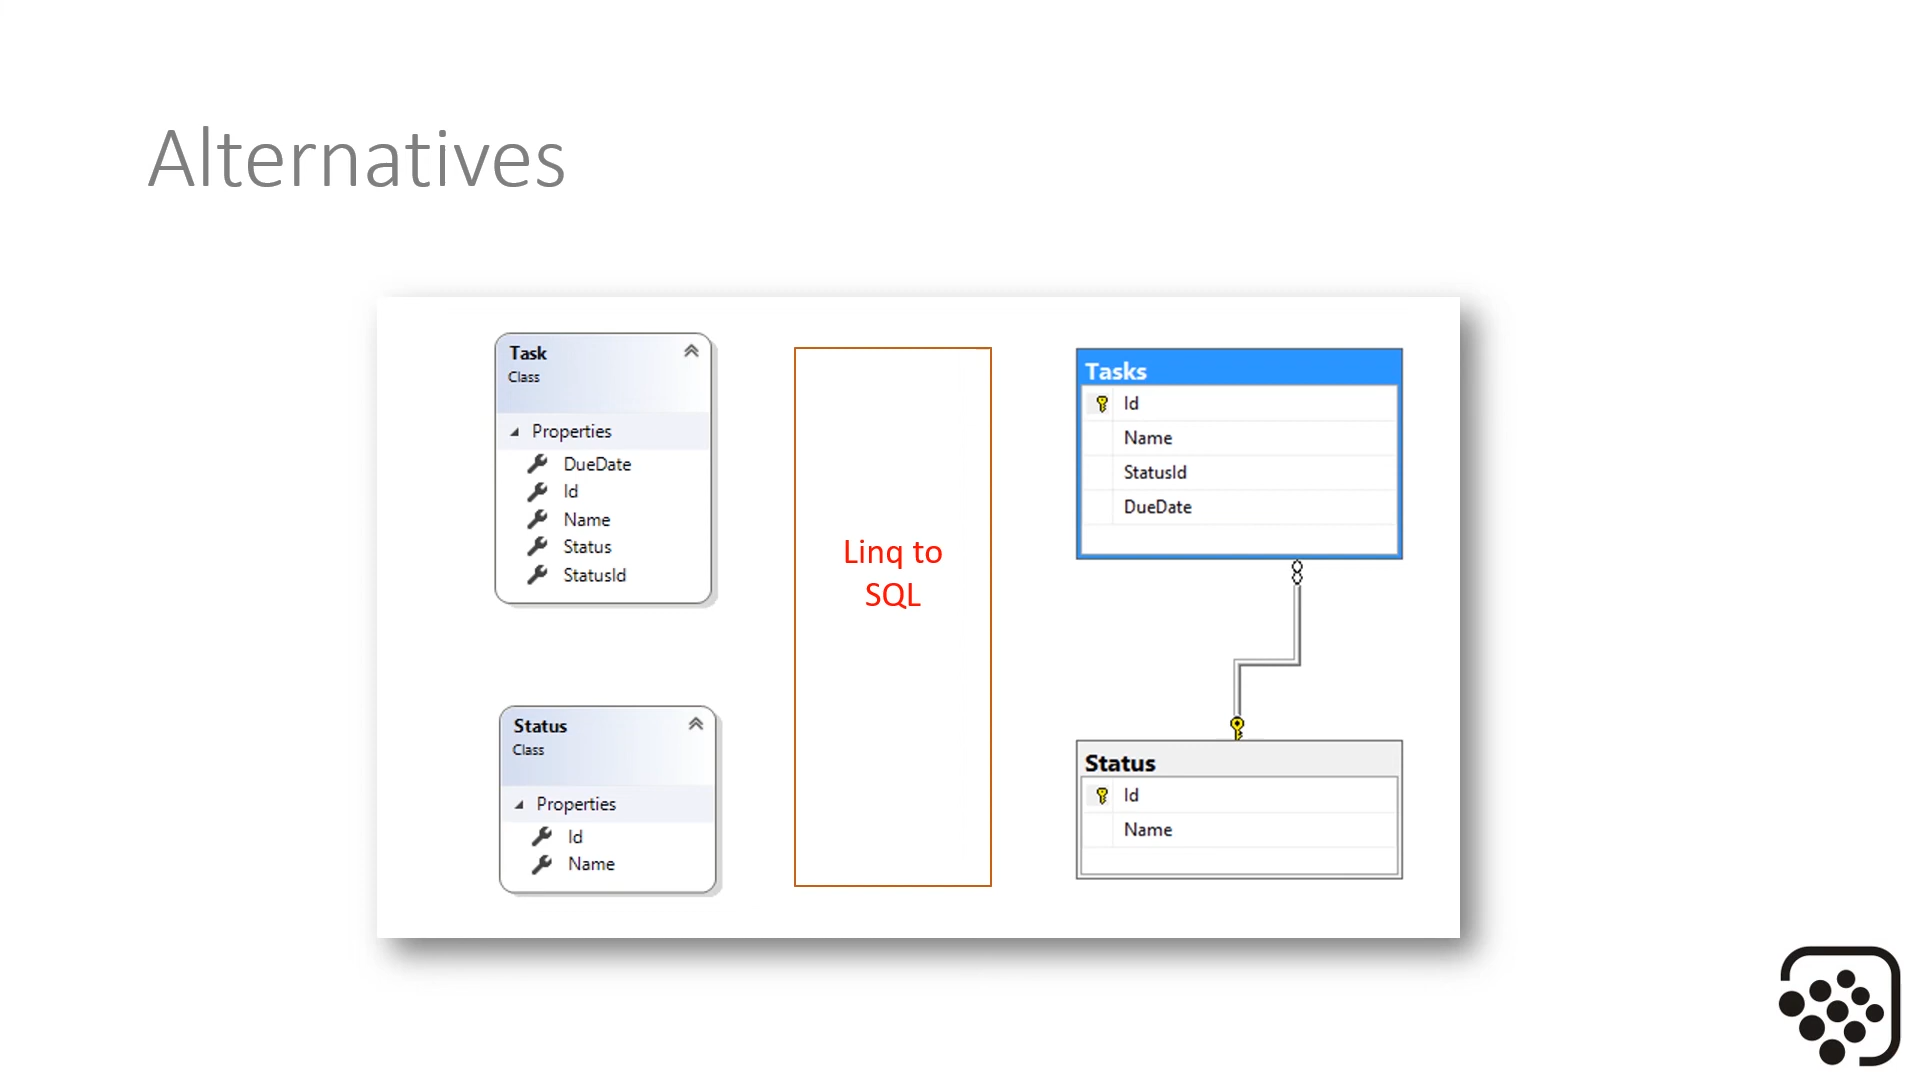 Alternatives
Task
Class
Properties
DueDate
Id
Name
Status
StatusId
Status
Class
Properties
Id
Name
Linq to
SQL
Tasks
Id
Name
StatusId
DueDate
Status
Id
Name